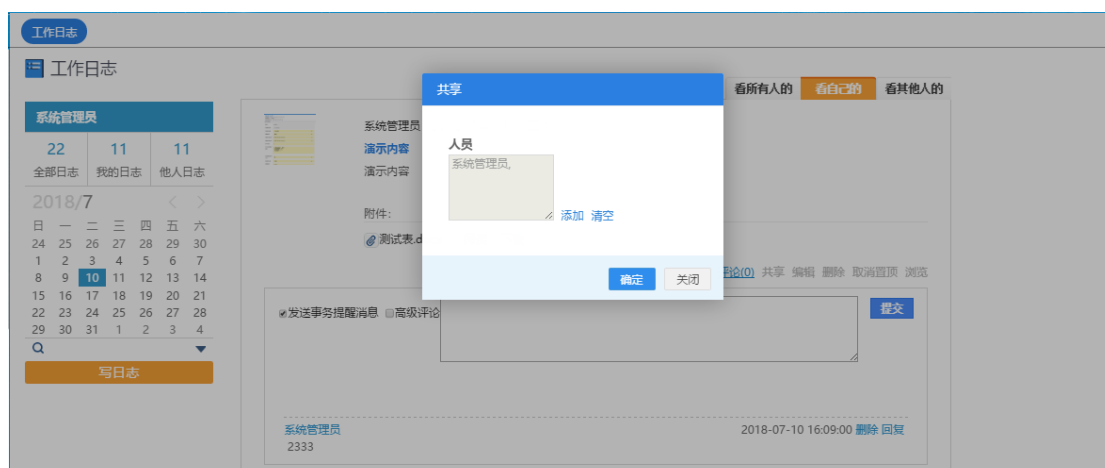 工作日志
工作日志
看所有人的 看自己的 看其他人的
系统管理员
22 11 11
全部日志 我的日志 他人日志
2018/7 < >
日 一 二 三 四 五 六
24 25 26 27 28 29 30
1 2 3 4 5 6 7
8 9 10 11 12 13 14
15 16 17 18 19 20 21
22 23 24 25 26 27 28
29 30 31 1 2 3 4
写日志
系统管理员
演示内容
演示内容
附件:
测试表.d
共享
人员
系统管理员,
添加 清空
确定 关闭
评论(0) 共享 编辑 删除 取消置顶 浏览
发送事务提醒消息 高级评论
提交
系统管理员 2018-07-10 16:09:00 删除 回复
2333